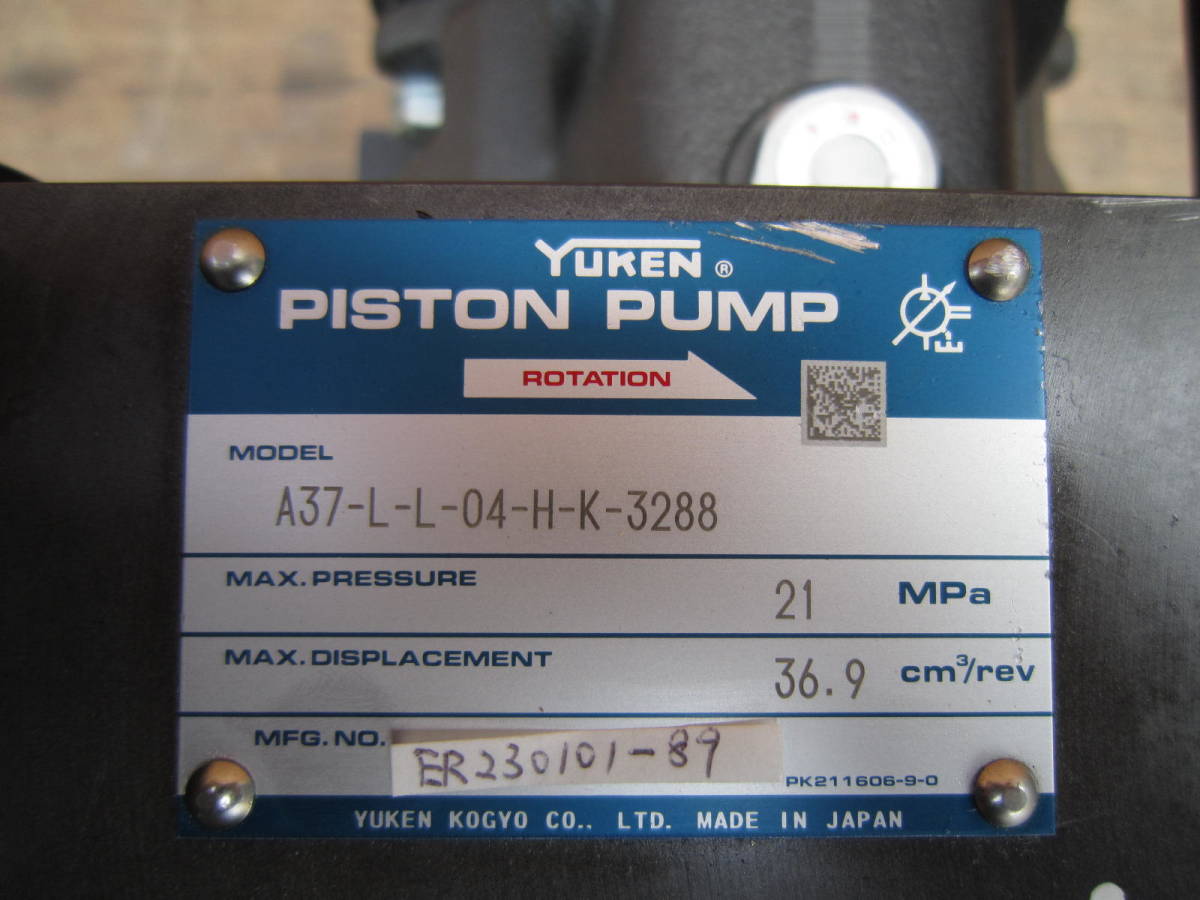 YUKEN ®
PISTON PUMP
ROTATION
MODEL
A37-L-L-04-H-K-3288
MAX. PRESSURE 21 MPa
MAX. DISPLACEMENT 36.9 cm³/rev
MFG. NO. ER230101-89
PK211606-9-0
YUKEN KOGYO CO., LTD. MADE IN JAPAN